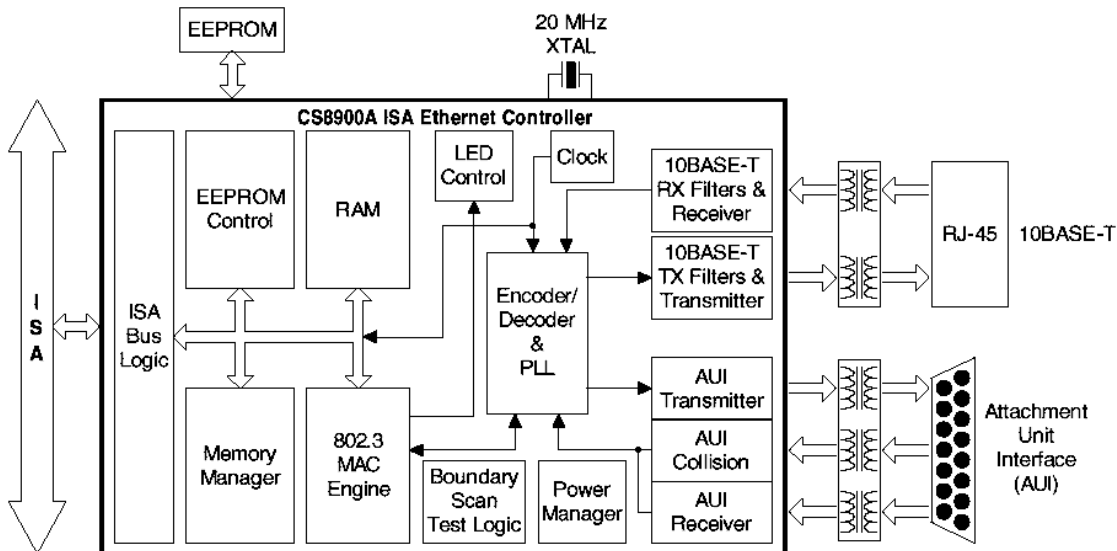 EEPROM
20 MHz
XTAL
CS8900A ISA Ethernet Controller
I
S
A
ISA
Bus
Logic
EEPROM
Control
RAM
LED
Control
Clock
10BASE-T
RX Filters &
Receiver
10BASE-T
TX Filters &
Transmitter
RJ-45
10BASE-T
Encoder/
Decoder
&
PLL
Memory
Manager
802.3
MAC
Engine
Boundary
Scan
Test Logic
Power
Manager
AUI
Transmitter
AUI
Collision
AUI
Receiver
Attachment
Unit
Interface
(AUI)